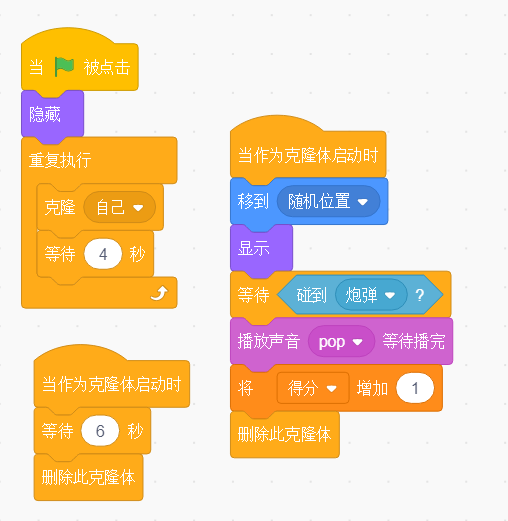 当 被点击
隐藏
重复执行
克隆 自己
等待 4 秒
当作为克隆体启动时
等待 6 秒
删除此克隆体
当作为克隆体启动时
移到 随机位置
显示
等待 碰到 炮弹 ?
播放声音 pop 等待播完
将 得分 增加 1
删除此克隆体